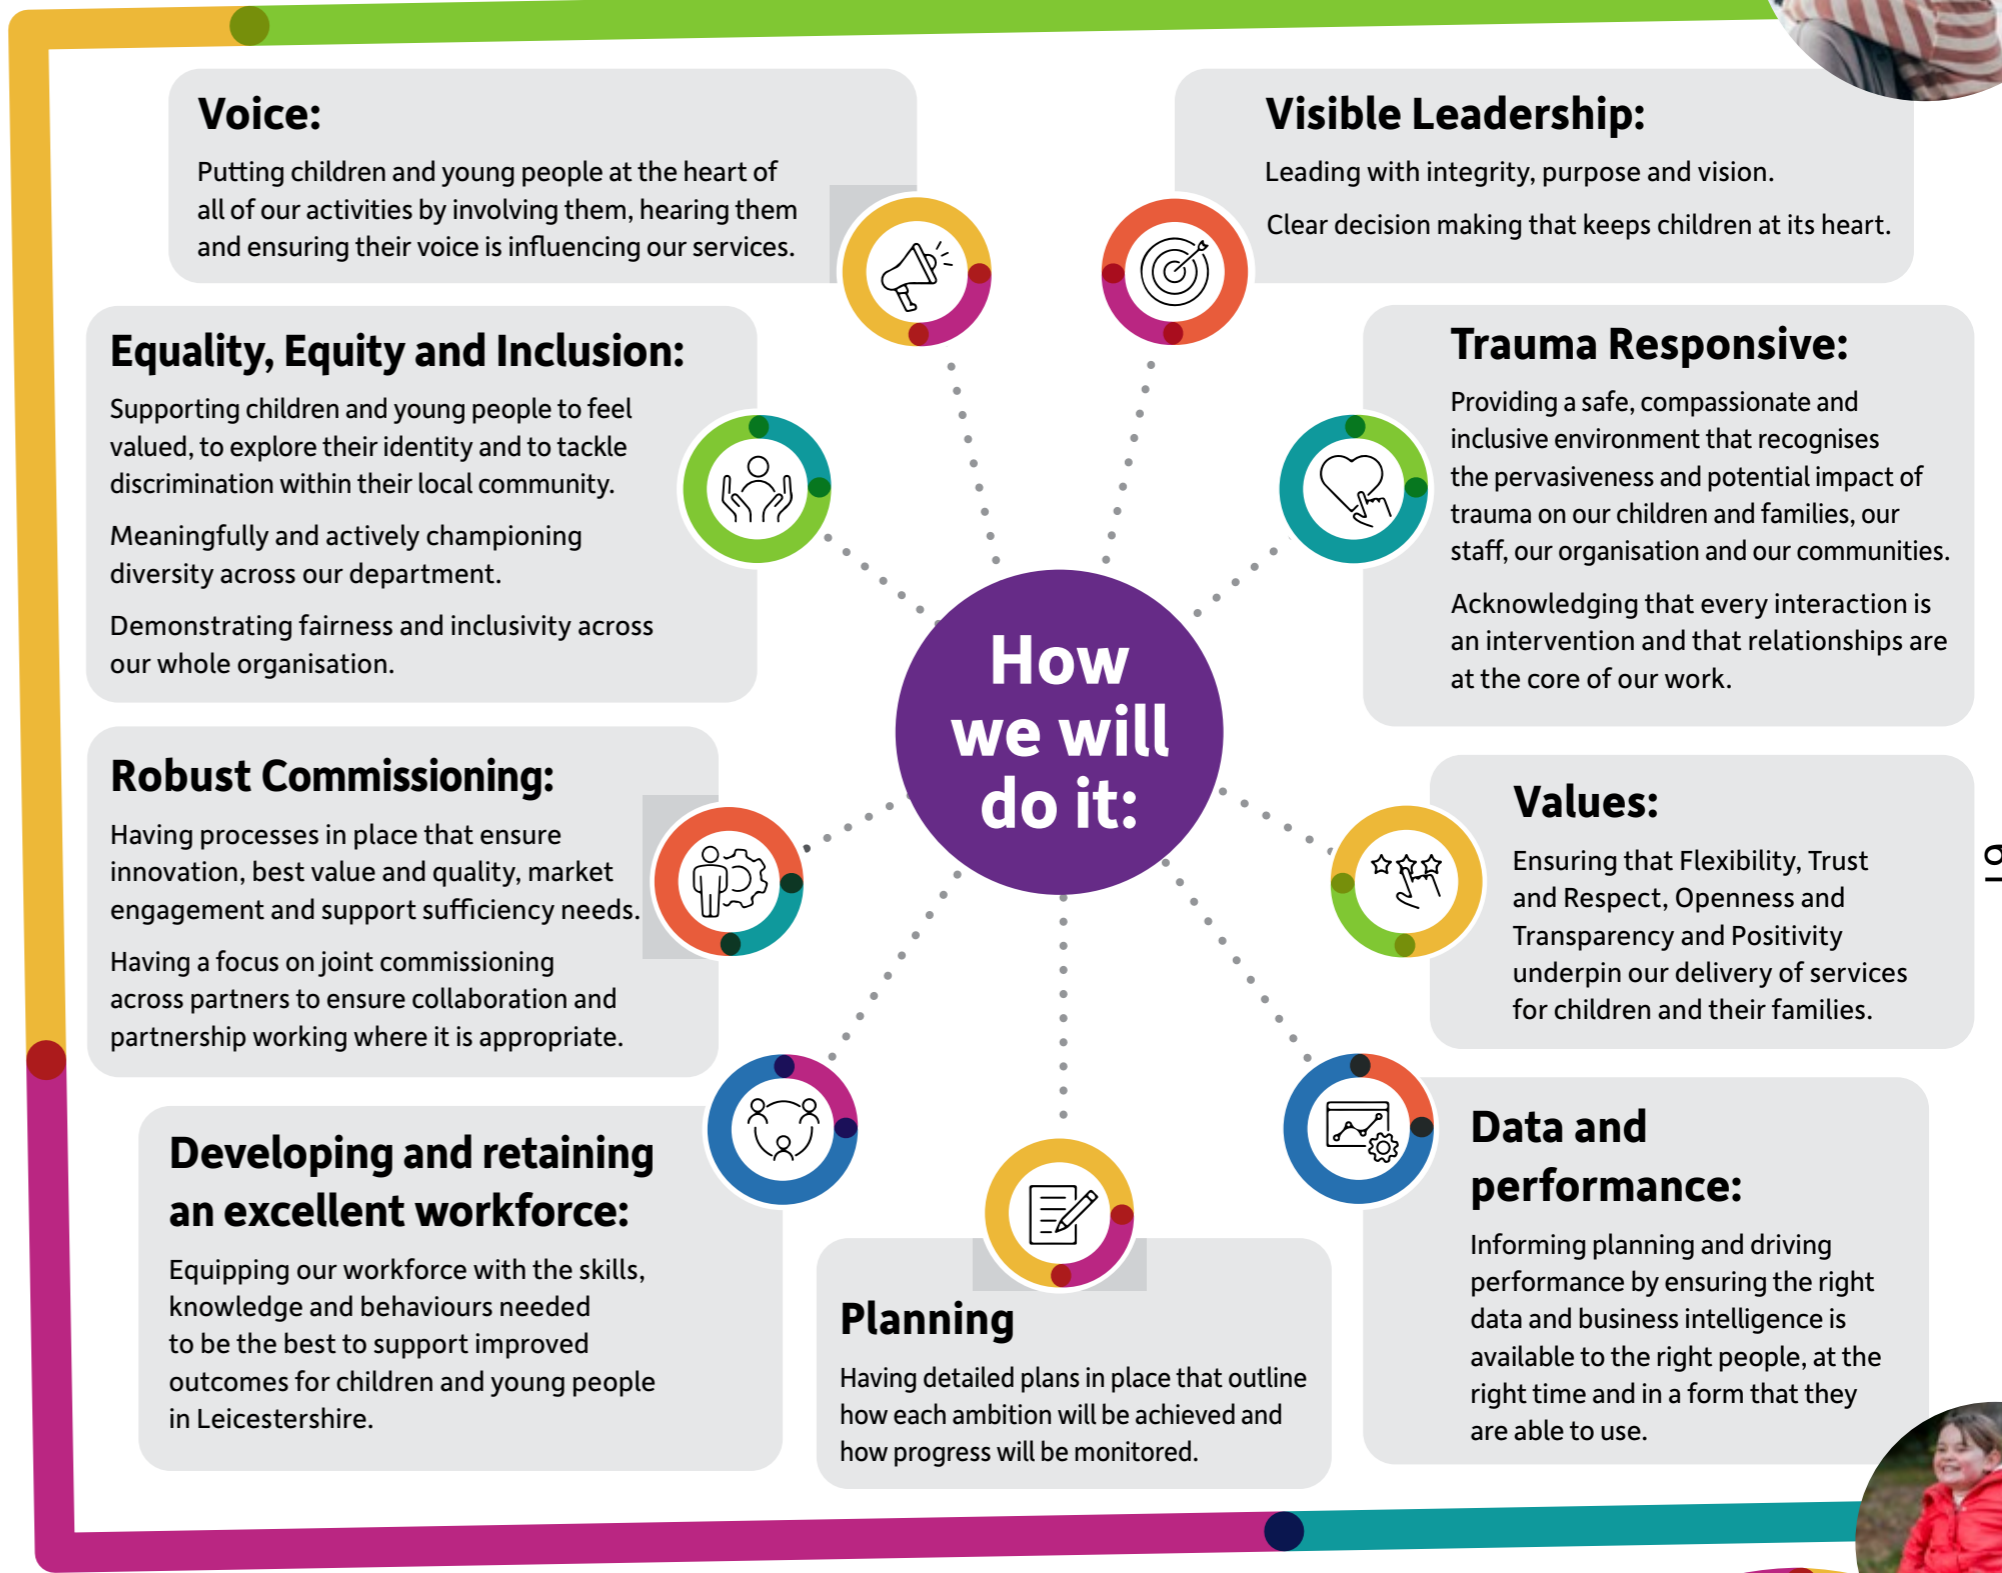 Voice:
Putting children and young people at the heart of
all of our activities by involving them, hearing them
and ensuring their voice is influencing our services.
Visible Leadership:
Leading with integrity, purpose and vision.
Clear decision making that keeps children at its heart.
Equality, Equity and Inclusion:
Supporting children and young people to feel
valued, to explore their identity and to tackle
discrimination within their local community.
Meaningfully and actively championing
diversity across our department.
Demonstrating fairness and inclusivity across
our whole organisation.
Trauma Responsive:
Providing a safe, compassionate and
inclusive environment that recognises
the pervasiveness and potential impact of
trauma on our children and families, our
staff, our organisation and our communities.
Acknowledging that every interaction is
an intervention and that relationships are
at the core of our work.
How
we will
do it:
Robust Commissioning:
Having processes in place that ensure
innovation, best value and quality, market
engagement and support sufficiency needs.
Having a focus on joint commissioning
across partners to ensure collaboration and
partnership working where it is appropriate.
Values:
Ensuring that Flexibility, Trust
and Respect, Openness and
Transparency and Positivity
underpin our delivery of services
for children and their families.
Developing and retaining
an excellent workforce:
Equipping our workforce with the skills,
knowledge and behaviours needed
to be the best to support improved
outcomes for children and young people
in Leicestershire.
Planning
Having detailed plans in place that outline
how each ambition will be achieved and
how progress will be monitored.
Data and
performance:
Informing planning and driving
performance by ensuring the right
data and business intelligence is
available to the right people, at the
right time and in a form that they
are able to use.